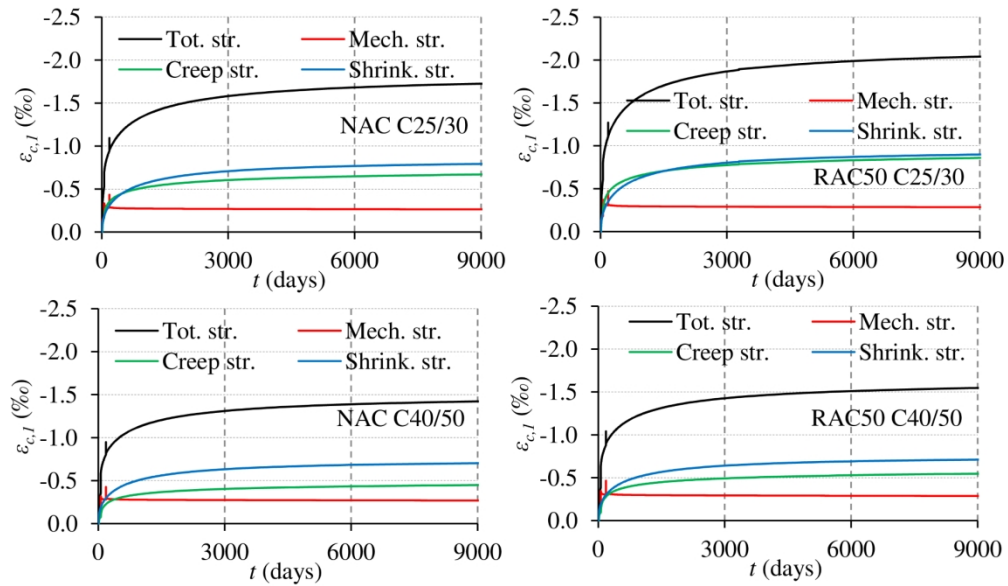 -2.5
-2.0
-1.5
-1.0
-0.5
0.0
εc,1 (‰)
Tot. str.
Mech. str.
Creep str.
Shrink. str.
NAC C25/30
0
3000
6000
9000
t (days)
-2.5
-2.0
-1.5
-1.0
-0.5
0.0
εc,1 (‰)
Tot. str.
Mech. str.
Creep str.
Shrink. str.
RAC50 C25/30
0
3000
6000
9000
t (days)
-2.5
-2.0
-1.5
-1.0
-0.5
0.0
εc,1 (‰)
Tot. str.
Mech. str.
Creep str.
Shrink. str.
NAC C40/50
0
3000
6000
9000
t (days)
-2.5
-2.0
-1.5
-1.0
-0.5
0.0
εc,1 (‰)
Tot. str.
Mech. str.
Creep str.
Shrink. str.
RAC50 C40/50
0
3000
6000
9000
t (days)